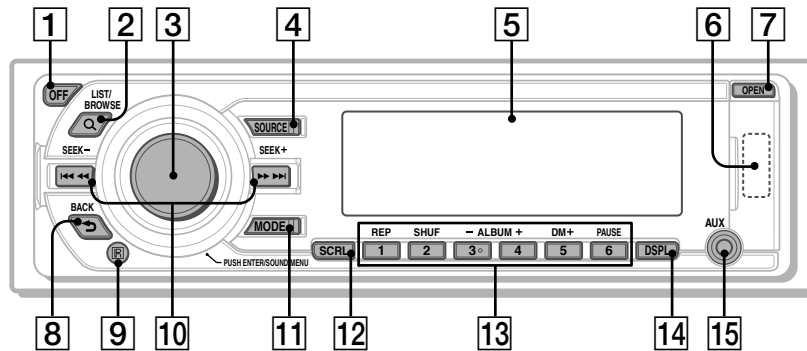 1 2 3 4 5 6 7
OFF
LIST/
BROWSE
SOURCE
OPEN
SEEK− SEEK+
BACK
MODE
AUX
REP SHUF − ALBUM + DM+ PAUSE
SCRL 1 2 3 4 5 6 DSPL
PUSH ENTER/SOUND MENU
8 9 10 11 12 13 14 15